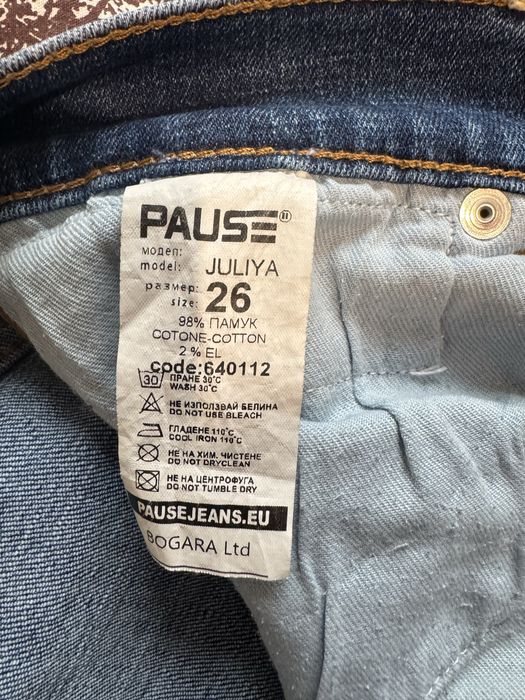 PAUSE®
модел:
model: JULIYA
размер:
size: 26
98% ПАМУК
COTONE-COTTON
2 % EL
code:640112
30 ПРАНЕ 30°C
WASH 30°C
НЕ ИЗПОЛЗВАЙ БЕЛИНА
DO NOT USE BLEACH
ГЛАДЕНЕ 110°C
COOL IRON 110°C
НЕ НА ХИМ. ЧИСТЕНЕ
DO NOT DRYCLEAN
НЕ НА ЦЕНТРОФУГА
DO NOT TUMBLE DRY
PAUSEJEANS.EU
BOGARA Ltd